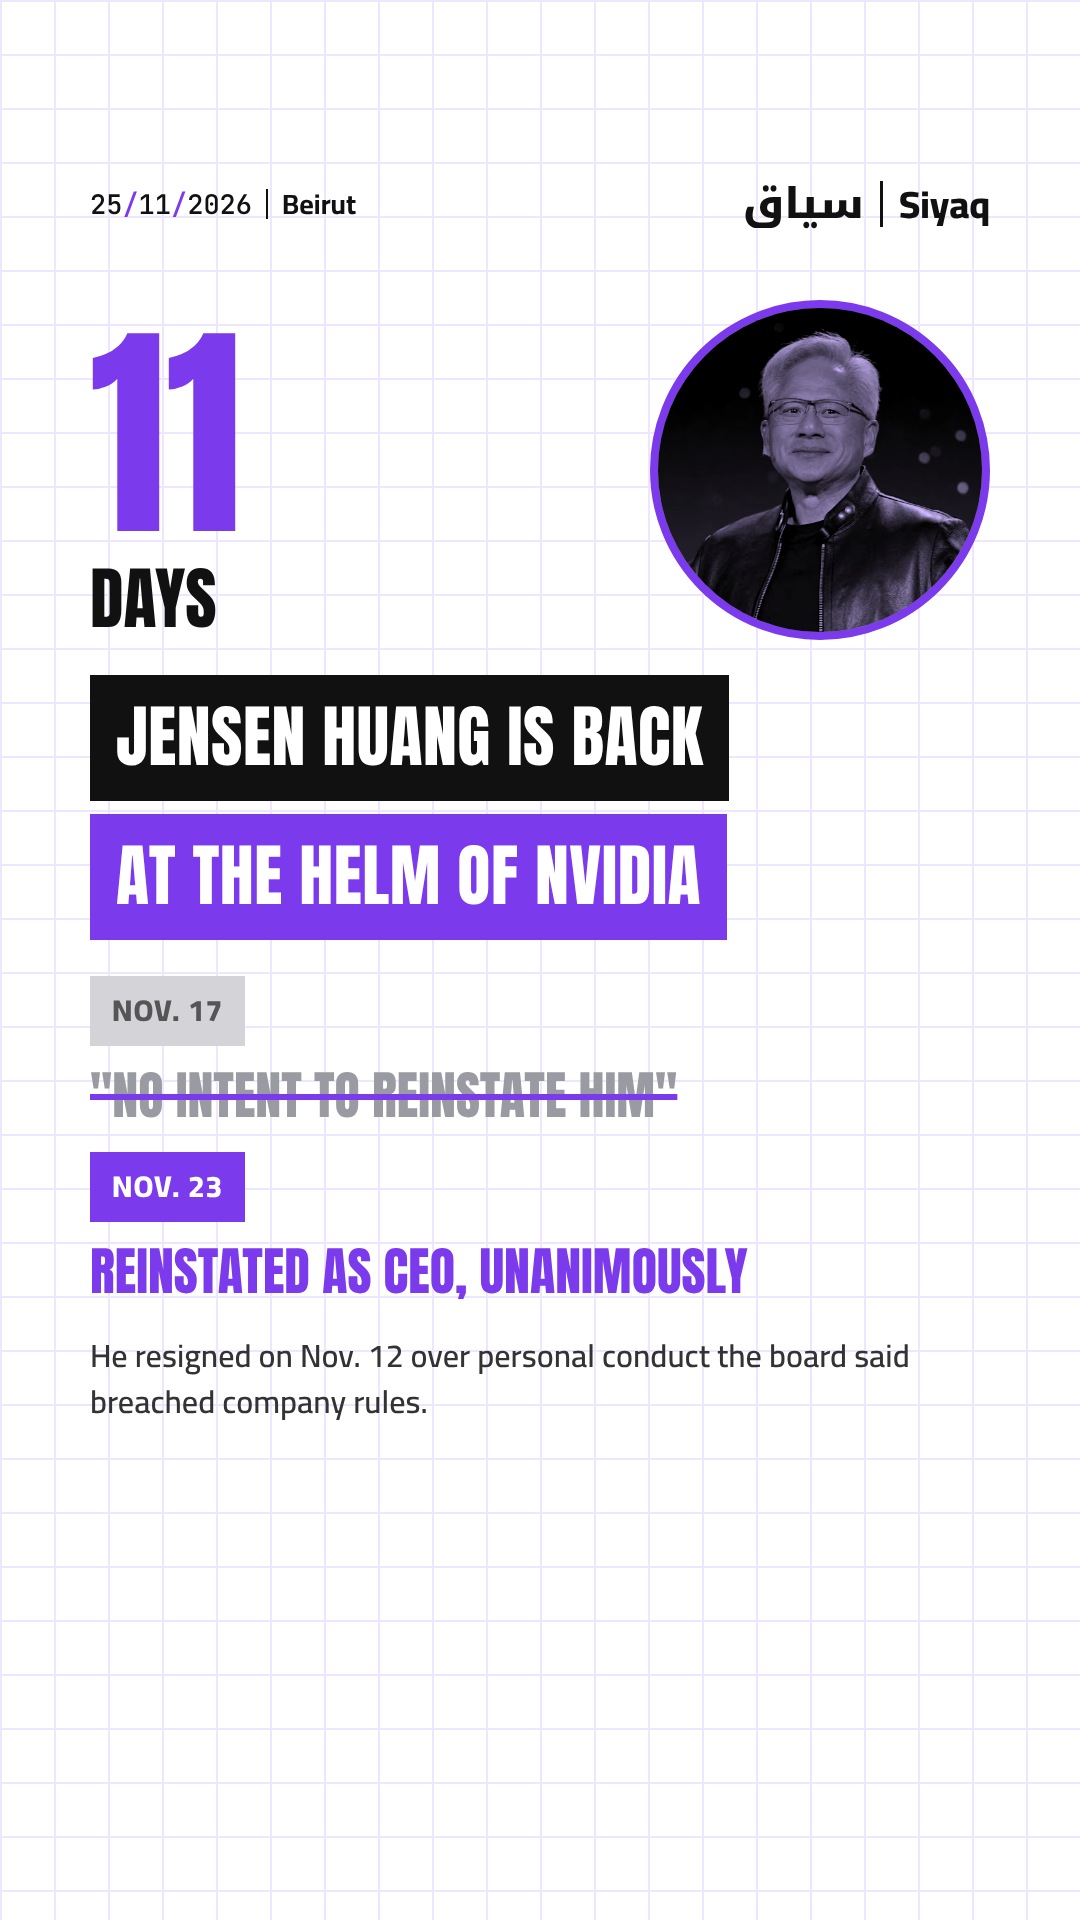 25/11/2026 | Beirut
سياق | Siyaq
11
DAYS
JENSEN HUANG IS BACK
AT THE HELM OF NVIDIA
NOV. 17
"NO INTENT TO REINSTATE HIM"
NOV. 23
REINSTATED AS CEO, UNANIMOUSLY
He resigned on Nov. 12 over personal conduct the board said
breached company rules.